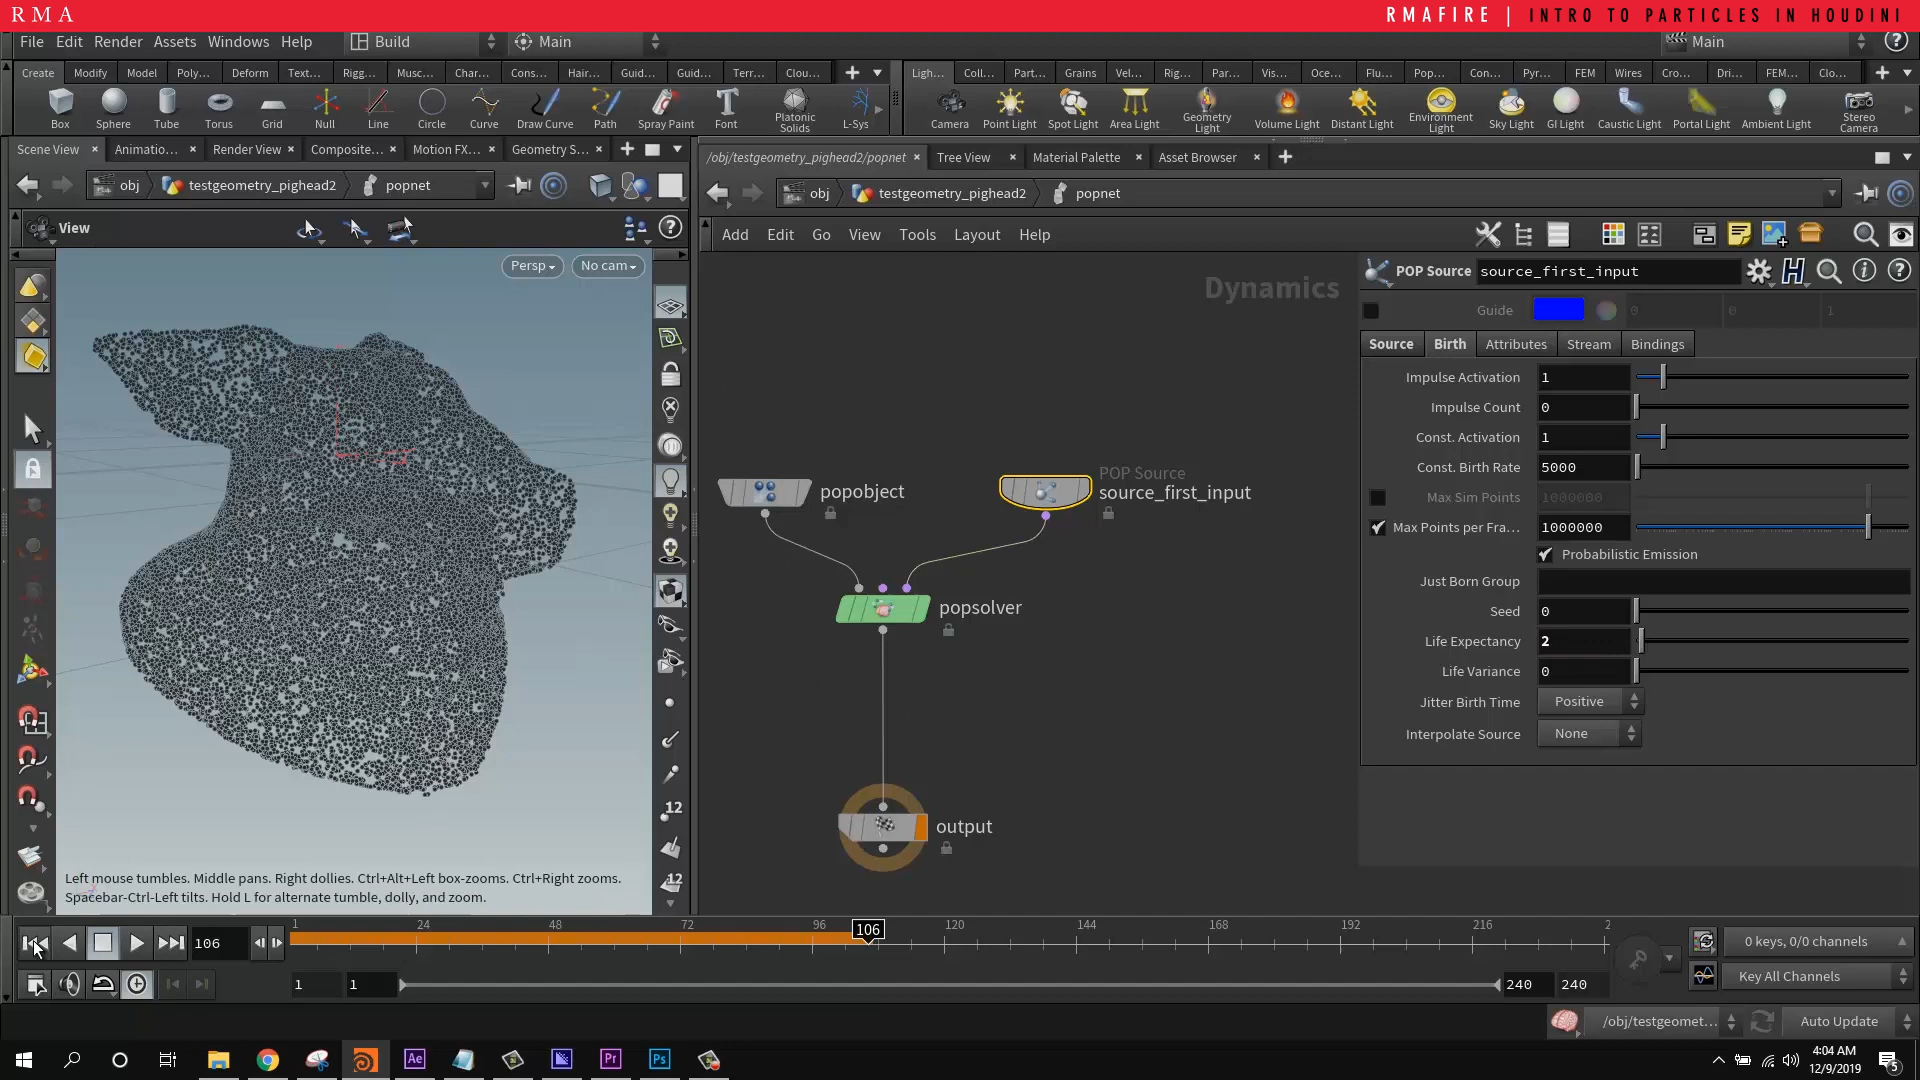 RMA
RMAFIRE | INTRO TO PARTICLES IN HOUDINI
File Edit Render Assets Windows Help Build Main Main
Create Modify Model Poly... Deform Text... Rigg... Musc... Char... Cons... Hair... Guid... Guid... Terr... Clou... Ligh... Coll... Part... Grains Vel... Rig... Par... Vis... Oce... Flu... Pop... Con... Pyr... FEM Wires Cro... Dri... FEM... Clo...
Box Sphere Tube Torus Grid Null Line Circle Curve Draw Curve Path Spray Paint Font Platonic Solids L-Sys Camera Point Light Spot Light Area Light Geometry Light Volume Light Distant Light Environment Light Sky Light GI Light Caustic Light Portal Light Ambient Light Stereo Camera
Scene View Animatio... Render View Composite... Motion FX... Geometry S... /obj/testgeometry_pighead2/popnet Tree View Material Palette Asset Browser
obj testgeometry_pighead2 popnet
obj testgeometry_pighead2 popnet
View
Add Edit Go View Tools Layout Help
Persp No cam
Dynamics
POP Source source_first_input
Guide 0 0 1
Source Birth Attributes Stream Bindings
Impulse Activation 1
Impulse Count 0
Const. Activation 1
Const. Birth Rate 5000
Max Sim Points 1000000
Max Points per Fra... 1000000
Probabilistic Emission
Just Born Group
Seed 0
Life Expectancy 2
Life Variance 0
Jitter Birth Time Positive
Interpolate Source None
popobject
POP Source
source_first_input
popsolver
output
12
12
Left mouse tumbles. Middle pans. Right dollies. Ctrl+Alt+Left box-zooms. Ctrl+Right zooms.
Spacebar-Ctrl-Left tilts. Hold L for alternate tumble, dolly, and zoom.
106
1 24 48 72 96 106 120 144 168 192 216 2
0 keys, 0/0 channels
1 1 240 240
Key All Channels
/obj/testgeomet... Auto Update
Ae Pr Ps
4:04 AM
12/9/2019
5